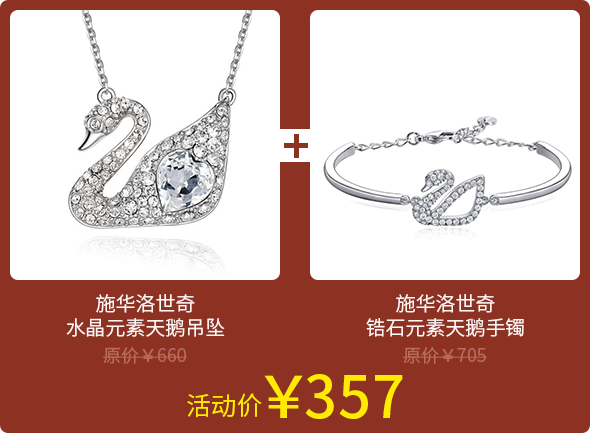 +
施华洛世奇
水晶元素天鹅吊坠
原价￥660
施华洛世奇
锆石元素天鹅手镯
原价￥705
活动价￥357